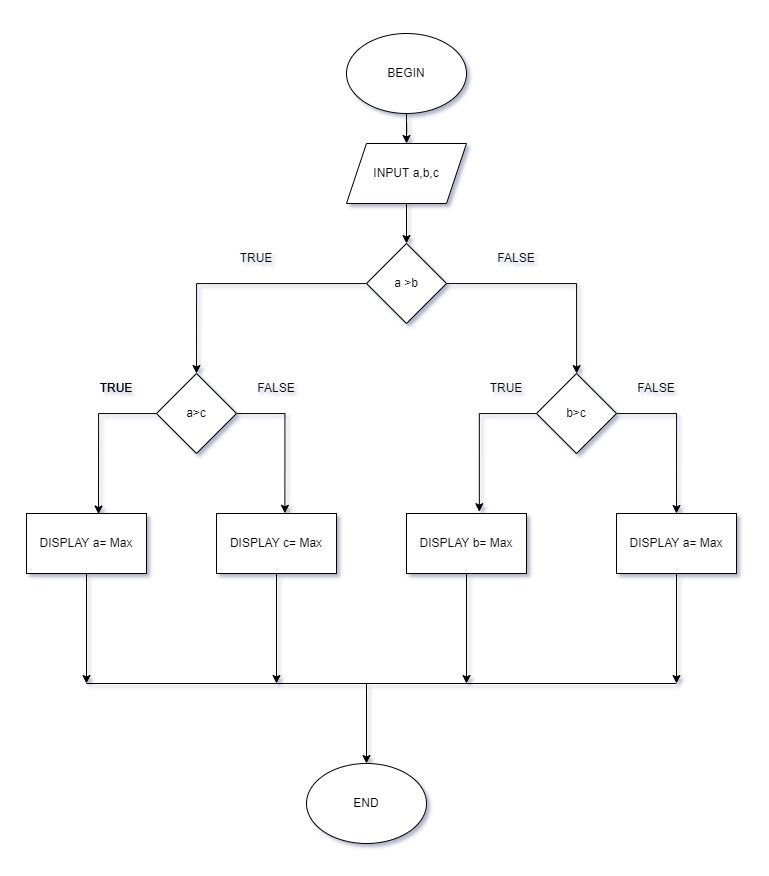 BEGIN
INPUT a,b,c
TRUE
FALSE
a >b
TRUE
FALSE
TRUE
FALSE
a>c
b>c
DISPLAY a= Max
DISPLAY c= Max
DISPLAY b= Max
DISPLAY a= Max
END